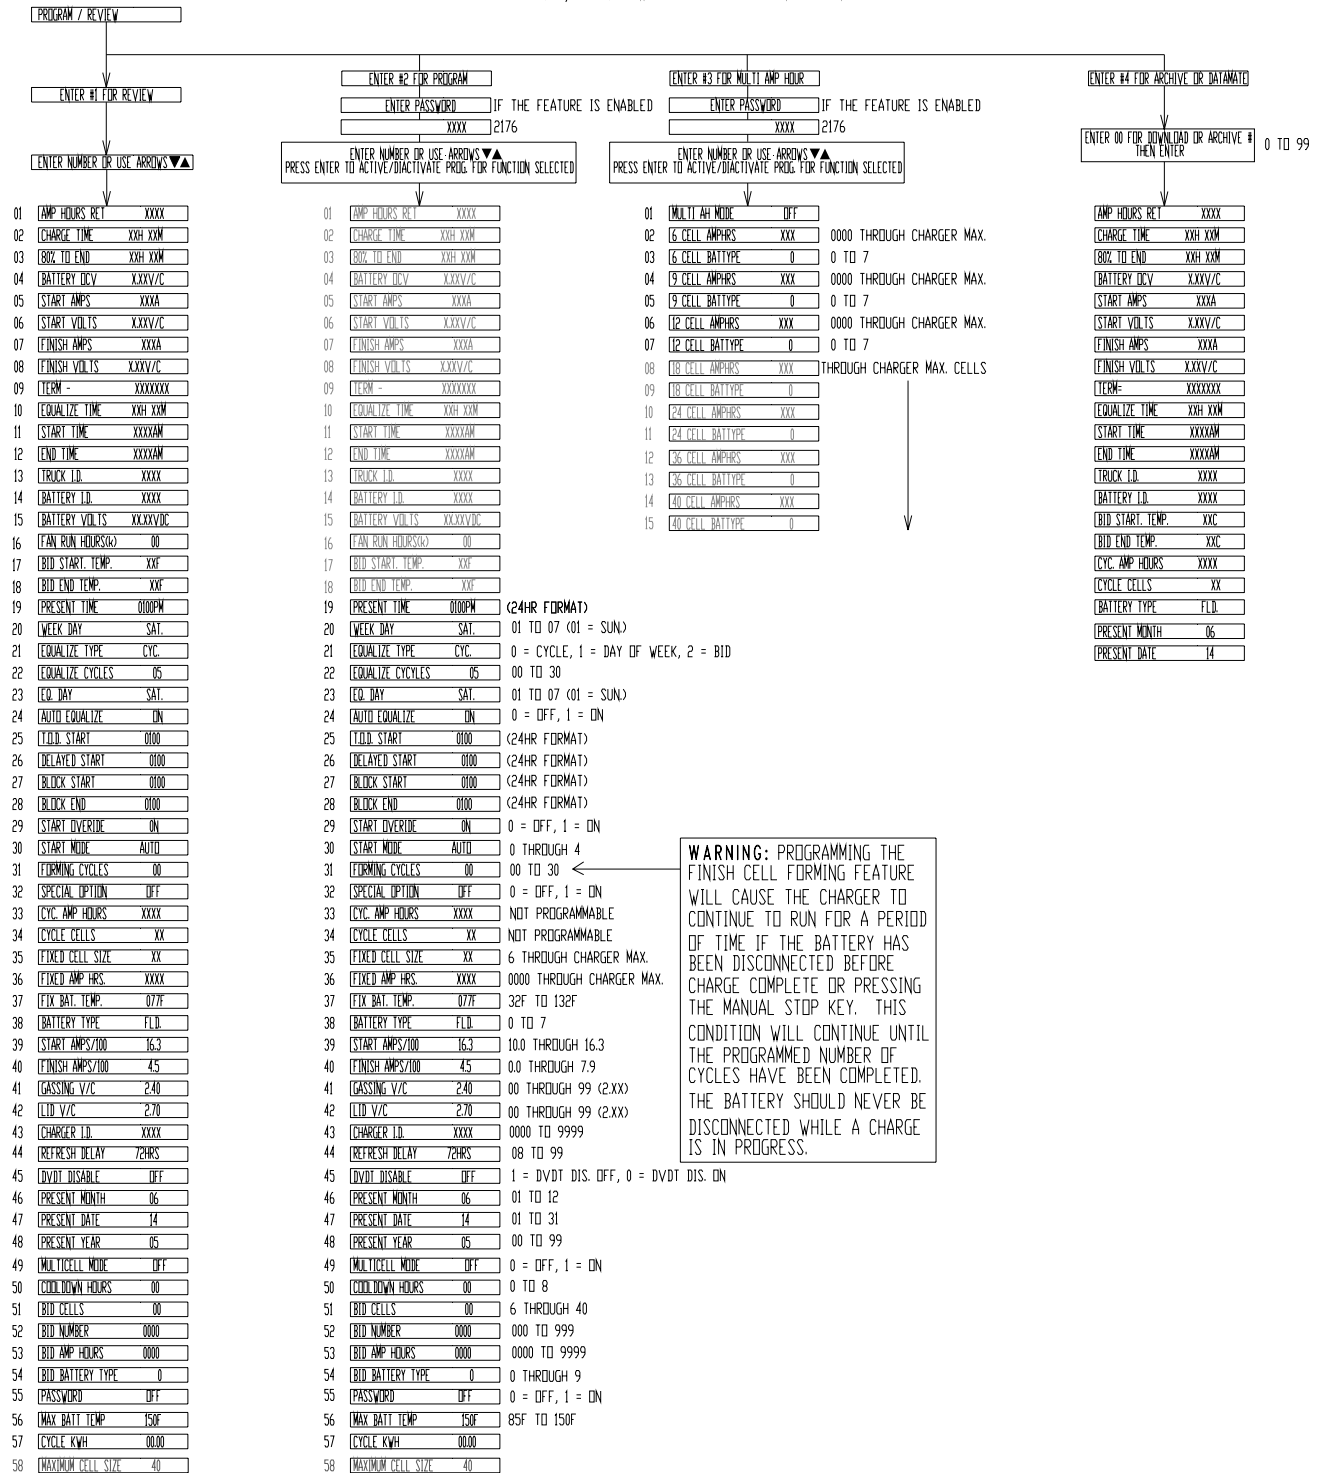 PROGRAM / REVIEW
ENTER #1 FOR REVIEW
ENTER NUMBER OR USE ARROWS▼▲
01 AMP HOURS RET XXXX
02 CHARGE TIME XXH XXM
03 80% TO END XXH XXM
04 BATTERY OCV X.XXV/C
05 START AMPS XXXA
06 START VOLTS X.XXV/C
07 FINISH AMPS XXXA
08 FINISH VOLTS X.XXV/C
09 TERM - XXXXXXX
10 EQUALIZE TIME XXH XXM
11 START TIME XXXXAM
12 END TIME XXXXAM
13 TRUCK I.D. XXXX
14 BATTERY I.D. XXXX
15 BATTERY VOLTS XX.XXVDC
16 FAN RUN HOURS(k) 00
17 BID START. TEMP. XXF
18 BID END TEMP. XXF
19 PRESENT TIME 0100PM
20 WEEK DAY SAT.
21 EQUALIZE TYPE CYC.
22 EQUALIZE CYCLES 05
23 EQ. DAY SAT.
24 AUTO EQUALIZE ON
25 T.O.D. START 0100
26 DELAYED START 0100
27 BLOCK START 0100
28 BLOCK END 0100
29 START OVERIDE ON
30 START MODE AUTO
31 FORMING CYCLES 00
32 SPECIAL OPTION OFF
33 CYC. AMP HOURS XXXX
34 CYCLE CELLS XX
35 FIXED CELL SIZE XX
36 FIXED AMP HRS. XXXX
37 FIX BAT. TEMP. 077F
38 BATTERY TYPE FLD.
39 START AMPS/100 16.3
40 FINISH AMPS/100 4.5
41 GASSING V/C 2.40
42 LID V/C 2.70
43 CHARGER I.D. XXXX
44 REFRESH DELAY 72HRS
45 DVDT DISABLE OFF
46 PRESENT MONTH 06
47 PRESENT DATE 14
48 PRESENT YEAR 05
49 MULTICELL MODE OFF
50 COOLDOWN HOURS 00
51 BID CELLS 00
52 BID NUMBER 0000
53 BID AMP HOURS 0000
54 BID BATTERY TYPE 0
55 PASSWORD OFF
56 MAX BATT TEMP 150F
57 CYCLE KWH 00.00
58 MAXIMUM CELL SIZE 40
ENTER #2 FOR PROGRAM
ENTER PASSWORD IF THE FEATURE IS ENABLED
XXXX 2176
ENTER NUMBER OR USE ARROWS▼▲
PRESS ENTER TO ACTIVE/DIACTIVATE PROG. FOR FUNCTION SELECTED
01 AMP HOURS RET XXXX
02 CHARGE TIME XXH XXM
03 80% TO END XXH XXM
04 BATTERY OCV X.XXV/C
05 START AMPS XXXA
06 START VOLTS X.XXV/C
07 FINISH AMPS XXXA
08 FINISH VOLTS X.XXV/C
09 TERM - XXXXXXX
10 EQUALIZE TIME XXH XXM
11 START TIME XXXXAM
12 END TIME XXXXAM
13 TRUCK I.D. XXXX
14 BATTERY I.D. XXXX
15 BATTERY VOLTS XX.XXVDC
16 FAN RUN HOURS(k) 00
17 BID START. TEMP. XXF
18 BID END TEMP. XXF
19 PRESENT TIME 0100PM (24HR FORMAT)
20 WEEK DAY SAT. 01 TO 07 (01 = SUN.)
21 EQUALIZE TYPE CYC. 0 = CYCLE, 1 = DAY OF WEEK, 2 = BID
22 EQUALIZE CYCYLES 05 00 TO 30
23 EQ. DAY SAT. 01 TO 07 (01 = SUN.)
24 AUTO EQUALIZE ON 0 = OFF, 1 = ON
25 T.O.D. START 0100 (24HR FORMAT)
26 DELAYED START 0100 (24HR FORMAT)
27 BLOCK START 0100 (24HR FORMAT)
28 BLOCK END 0100 (24HR FORMAT)
29 START OVERIDE ON 0 = OFF, 1 = ON
30 START MODE AUTO 0 THROUGH 4
31 FORMING CYCLES 00 00 TO 30
32 SPECIAL OPTION OFF 0 = OFF, 1 = ON
33 CYC. AMP HOURS XXXX NOT PROGRAMMABLE
34 CYCLE CELLS XX NOT PROGRAMMABLE
35 FIXED CELL SIZE XX 6 THROUGH CHARGER MAX.
36 FIXED AMP HRS. XXXX 0000 THROUGH CHARGER MAX.
37 FIX BAT. TEMP. 077F 32F TO 132F
38 BATTERY TYPE FLD. 0 TO 7
39 START AMPS/100 16.3 10.0 THROUGH 16.3
40 FINISH AMPS/100 4.5 0.0 THROUGH 7.9
41 GASSING V/C 2.40 00 THROUGH 99 (2.XX)
42 LID V/C 2.70 00 THROUGH 99 (2.XX)
43 CHARGER I.D. XXXX 0000 TO 9999
44 REFRESH DELAY 72HRS 08 TO 99
45 DVDT DISABLE OFF 1 = DVDT DIS. OFF, 0 = DVDT DIS. ON
46 PRESENT MONTH 06 01 TO 12
47 PRESENT DATE 14 01 TO 31
48 PRESENT YEAR 05 00 TO 99
49 MULTICELL MODE OFF 0 = OFF, 1 = ON
50 COOLDOWN HOURS 00 0 TO 8
51 BID CELLS 00 6 THROUGH 40
52 BID NUMBER 0000 000 TO 999
53 BID AMP HOURS 0000 0000 TO 9999
54 BID BATTERY TYPE 0 0 THROUGH 9
55 PASSWORD OFF 0 = OFF, 1 = ON
56 MAX BATT TEMP 150F 85F TO 150F
57 CYCLE KWH 00.00
58 MAXIMUM CELL SIZE 40
ENTER #3 FOR MULTI AMP HOUR
ENTER PASSWORD IF THE FEATURE IS ENABLED
XXXX 2176
ENTER NUMBER OR USE ARROWS▼▲
PRESS ENTER TO ACTIVE/DIACTIVATE PROG. FOR FUNCTION SELECTED
01 MULTI AH MODE OFF
02 6 CELL AMPHRS XXX 0000 THROUGH CHARGER MAX.
03 6 CELL BATTYPE 0 0 TO 7
04 9 CELL AMPHRS XXX 0000 THROUGH CHARGER MAX.
05 9 CELL BATTYPE 0 0 TO 7
06 12 CELL AMPHRS XXX 0000 THROUGH CHARGER MAX.
07 12 CELL BATTYPE 0 0 TO 7
08 18 CELL AMPHRS XXX THROUGH CHARGER MAX. CELLS
09 18 CELL BATTYPE 0
10 24 CELL AMPHRS XXX
11 24 CELL BATTYPE 0
12 36 CELL AMPHRS XXX
13 36 CELL BATTYPE 0
14 40 CELL AMPHRS XXX
15 40 CELL BATTYPE 0
WARNING: PROGRAMMING THE
FINISH CELL FORMING FEATURE
WILL CAUSE THE CHARGER TO
CONTINUE TO RUN FOR A PERIOD
OF TIME IF THE BATTERY HAS
BEEN DISCONNECTED BEFORE
CHARGE COMPLETE OR PRESSING
THE MANUAL STOP KEY. THIS
CONDITION WILL CONTINUE UNTIL
THE PROGRAMMED NUMBER OF
CYCLES HAVE BEEN COMPLETED.
THE BATTERY SHOULD NEVER BE
DISCONNECTED WHILE A CHARGE
IS IN PROGRESS.
ENTER #4 FOR ARCHIVE OR DATAMATE
ENTER 00 FOR DOWNLOAD OR ARCHIVE # 0 TO 99
THEN ENTER
AMP HOURS RET XXXX
CHARGE TIME XXH XXM
80% TO END XXH XXM
BATTERY OCV X.XXV/C
START AMPS XXXA
START VOLTS X.XXV/C
FINISH AMPS XXXA
FINISH VOLTS X.XXV/C
TERM= XXXXXXX
EQUALIZE TIME XXH XXM
START TIME XXXXAM
END TIME XXXXAM
TRUCK I.D. XXXX
BATTERY I.D. XXXX
BID START. TEMP. XXC
BID END TEMP. XXC
CYC. AMP HOURS XXXX
CYCLE CELLS XX
BATTERY TYPE FLD.
PRESENT MONTH 06
PRESENT DATE 14